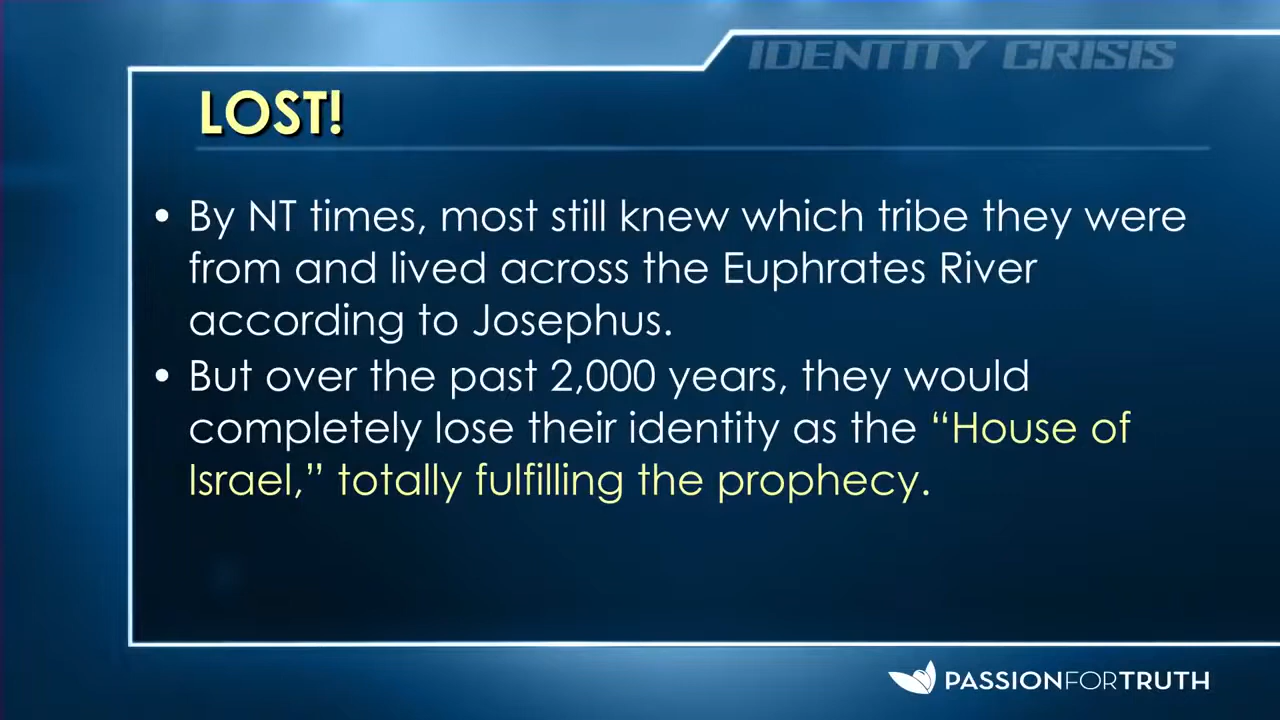 IDENTITY CRISIS
LOST!
• By NT times, most still knew which tribe they were
from and lived across the Euphrates River
according to Josephus.
• But over the past 2,000 years, they would
completely lose their identity as the “House of
Israel,” totally fulfilling the prophecy.
PASSIONFORTRUTH